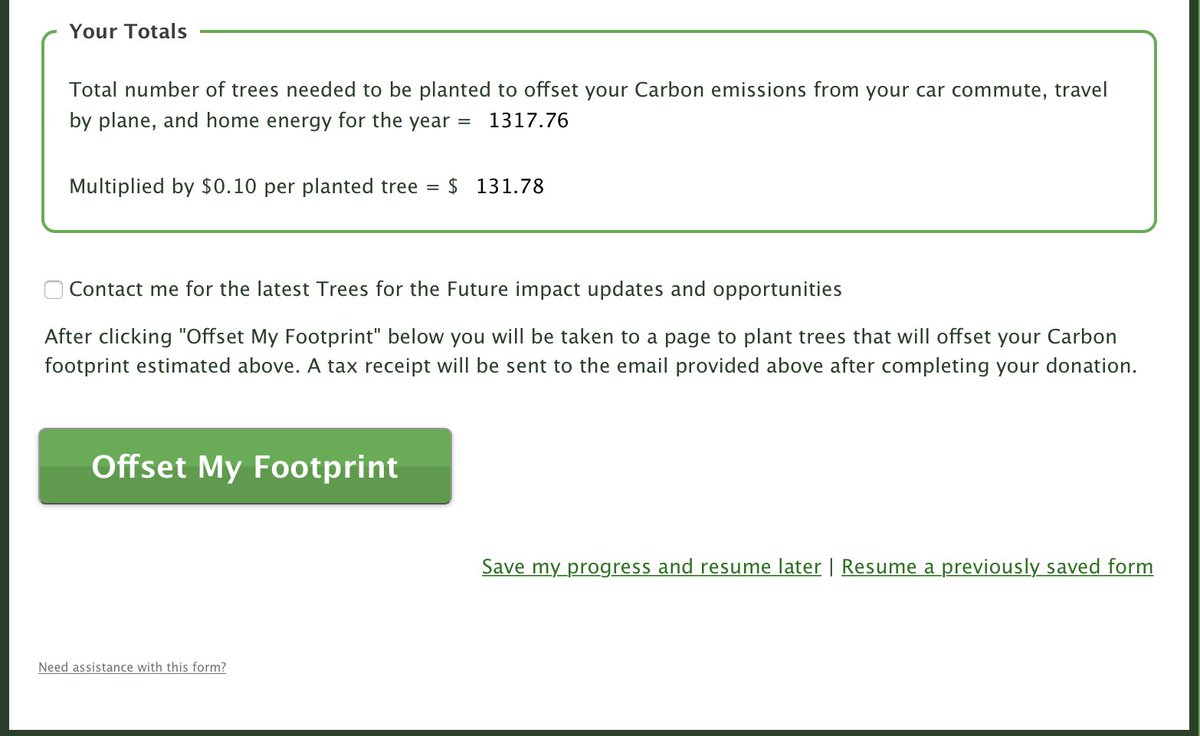 Your Totals
Total number of trees needed to be planted to offset your Carbon emissions from your car commute, travel
by plane, and home energy for the year = 1317.76
Multiplied by $0.10 per planted tree = $ 131.78
Contact me for the latest Trees for the Future impact updates and opportunities
After clicking "Offset My Footprint" below you will be taken to a page to plant trees that will offset your Carbon
footprint estimated above. A tax receipt will be sent to the email provided above after completing your donation.
Offset My Footprint
Save my progress and resume later | Resume a previously saved form
Need assistance with this form?